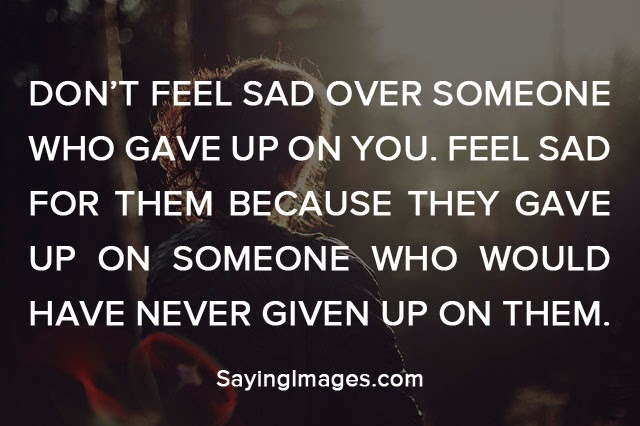 DON'T FEEL SAD OVER SOMEONE
WHO GAVE UP ON YOU. FEEL SAD
FOR THEM BECAUSE THEY GAVE
UP ON SOMEONE WHO WOULD
HAVE NEVER GIVEN UP ON THEM.
SayingImages.com